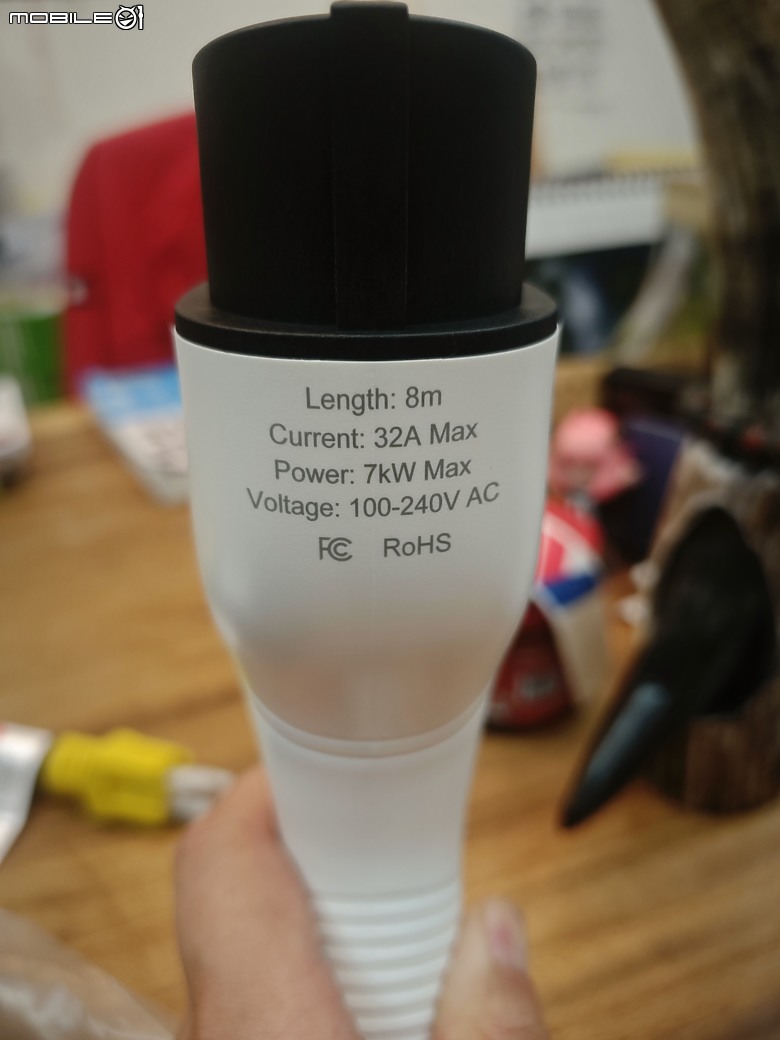 MOBILE01
Length: 8m
Current: 32A Max
Power: 7kW Max
Voltage: 100-240V AC
FC RoHS